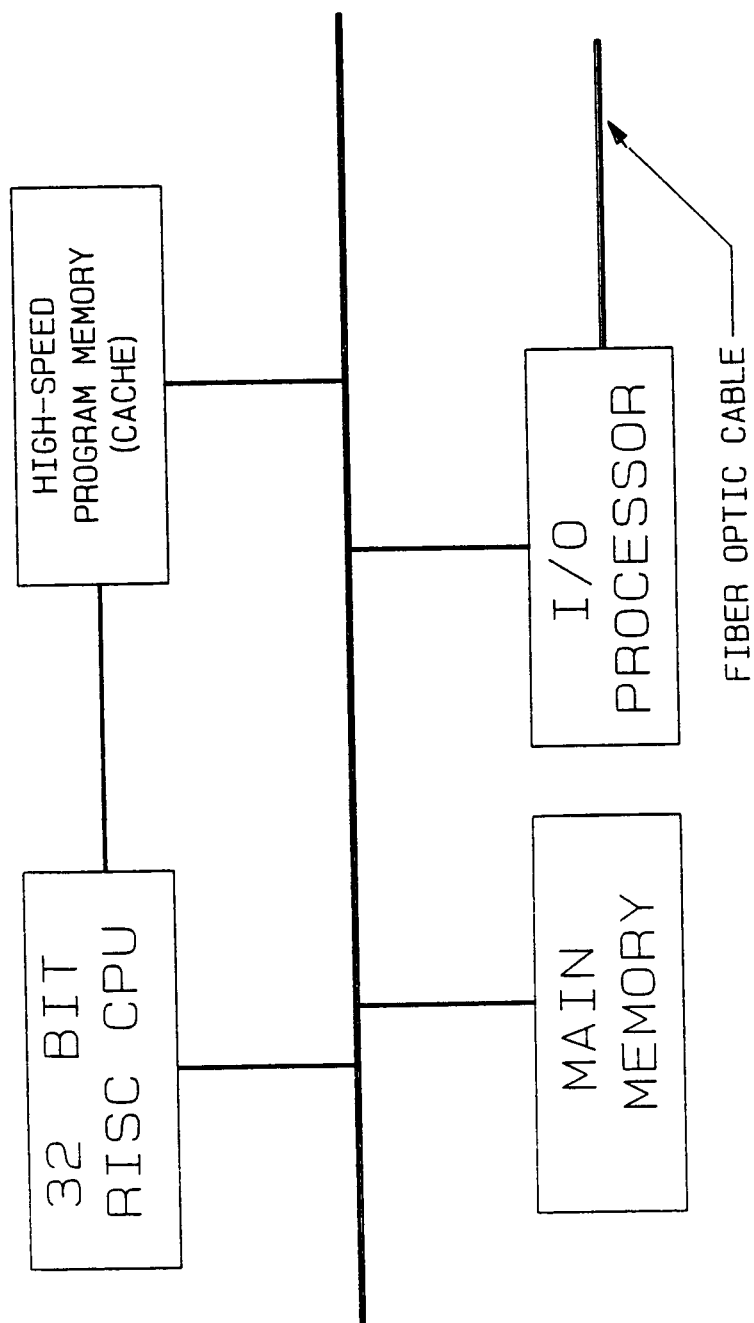 32 BIT
RISC CPU
HIGH-SPEED
PROGRAM MEMORY
(CACHE)
MAIN
MEMORY
I/O
PROCESSOR
FIBER OPTIC CABLE